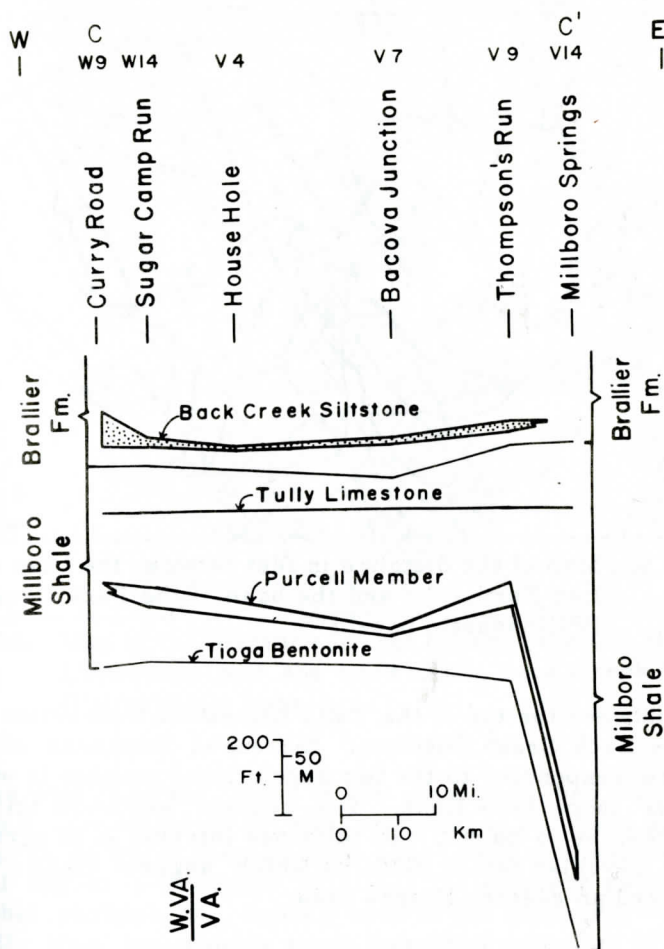 W C C' E
W9 W14 V4 V7 V9 V14
Curry Road
Sugar Camp Run
House Hole
Bacova Junction
Thompson's Run
Millboro Springs
Brallier
Fm.
Back Creek Siltstone
Brallier
Fm.
Tully Limestone
Millboro
Shale
Purcell Member
Tioga Bentonite
Millboro
Shale
200 50
Ft. M
0 10 Mi.
0 10 Km
W.VA.
VA.